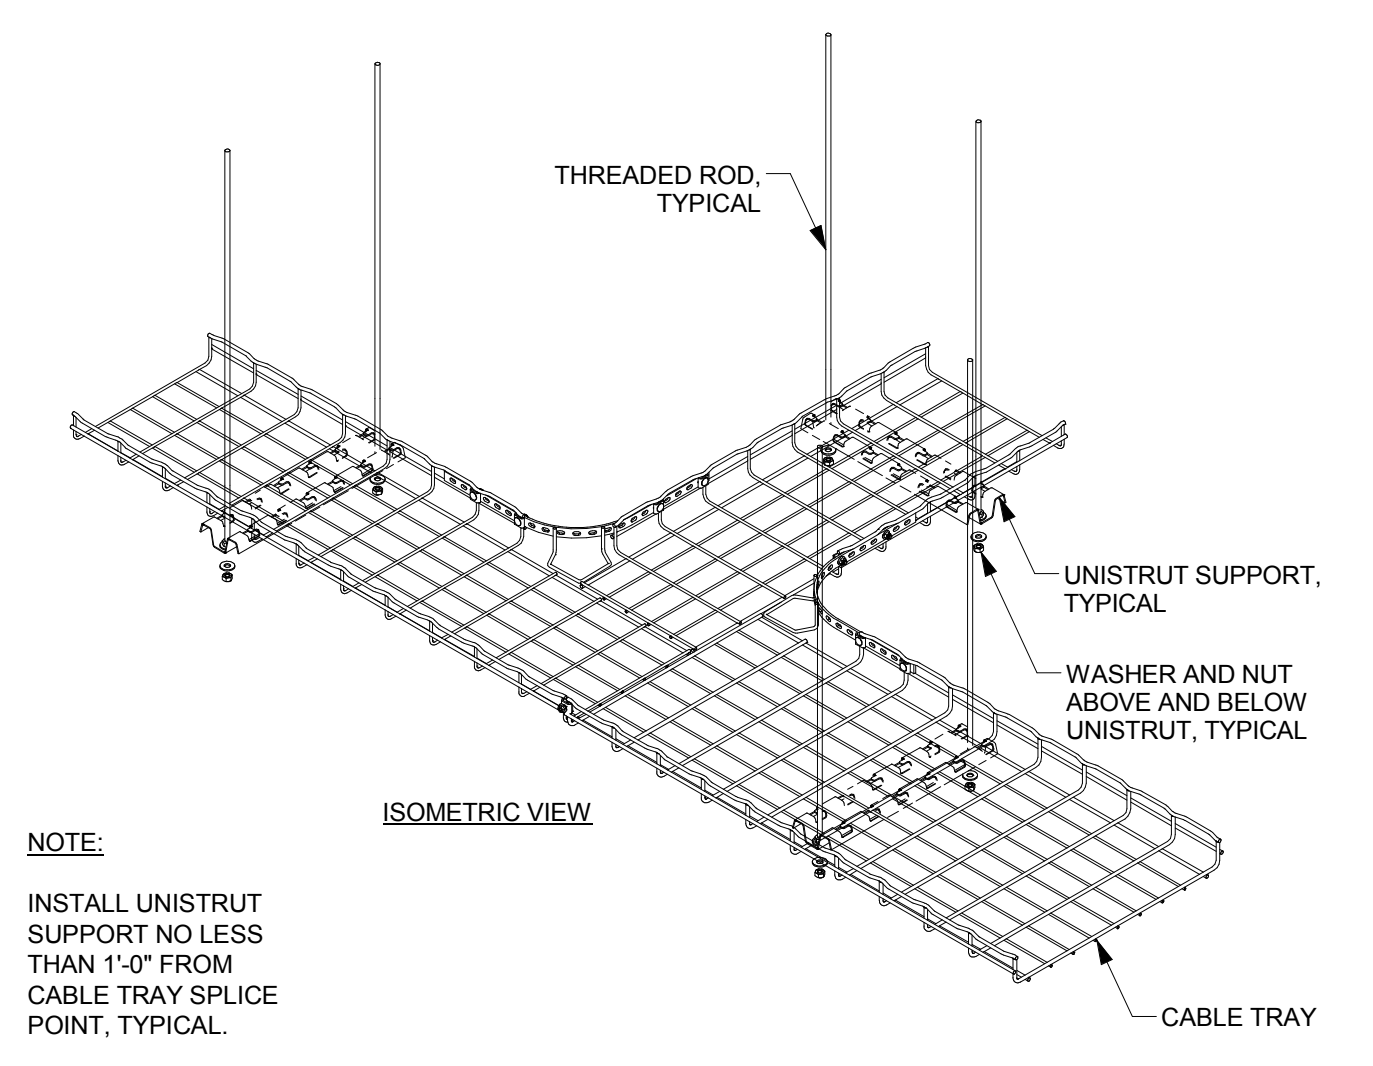 THREADED ROD,
TYPICAL
UNISTRUT SUPPORT,
TYPICAL
WASHER AND NUT
ABOVE AND BELOW
UNISTRUT, TYPICAL
ISOMETRIC VIEW
NOTE:
INSTALL UNISTRUT
SUPPORT NO LESS
THAN 1'-0" FROM
CABLE TRAY SPLICE
POINT, TYPICAL.
CABLE TRAY